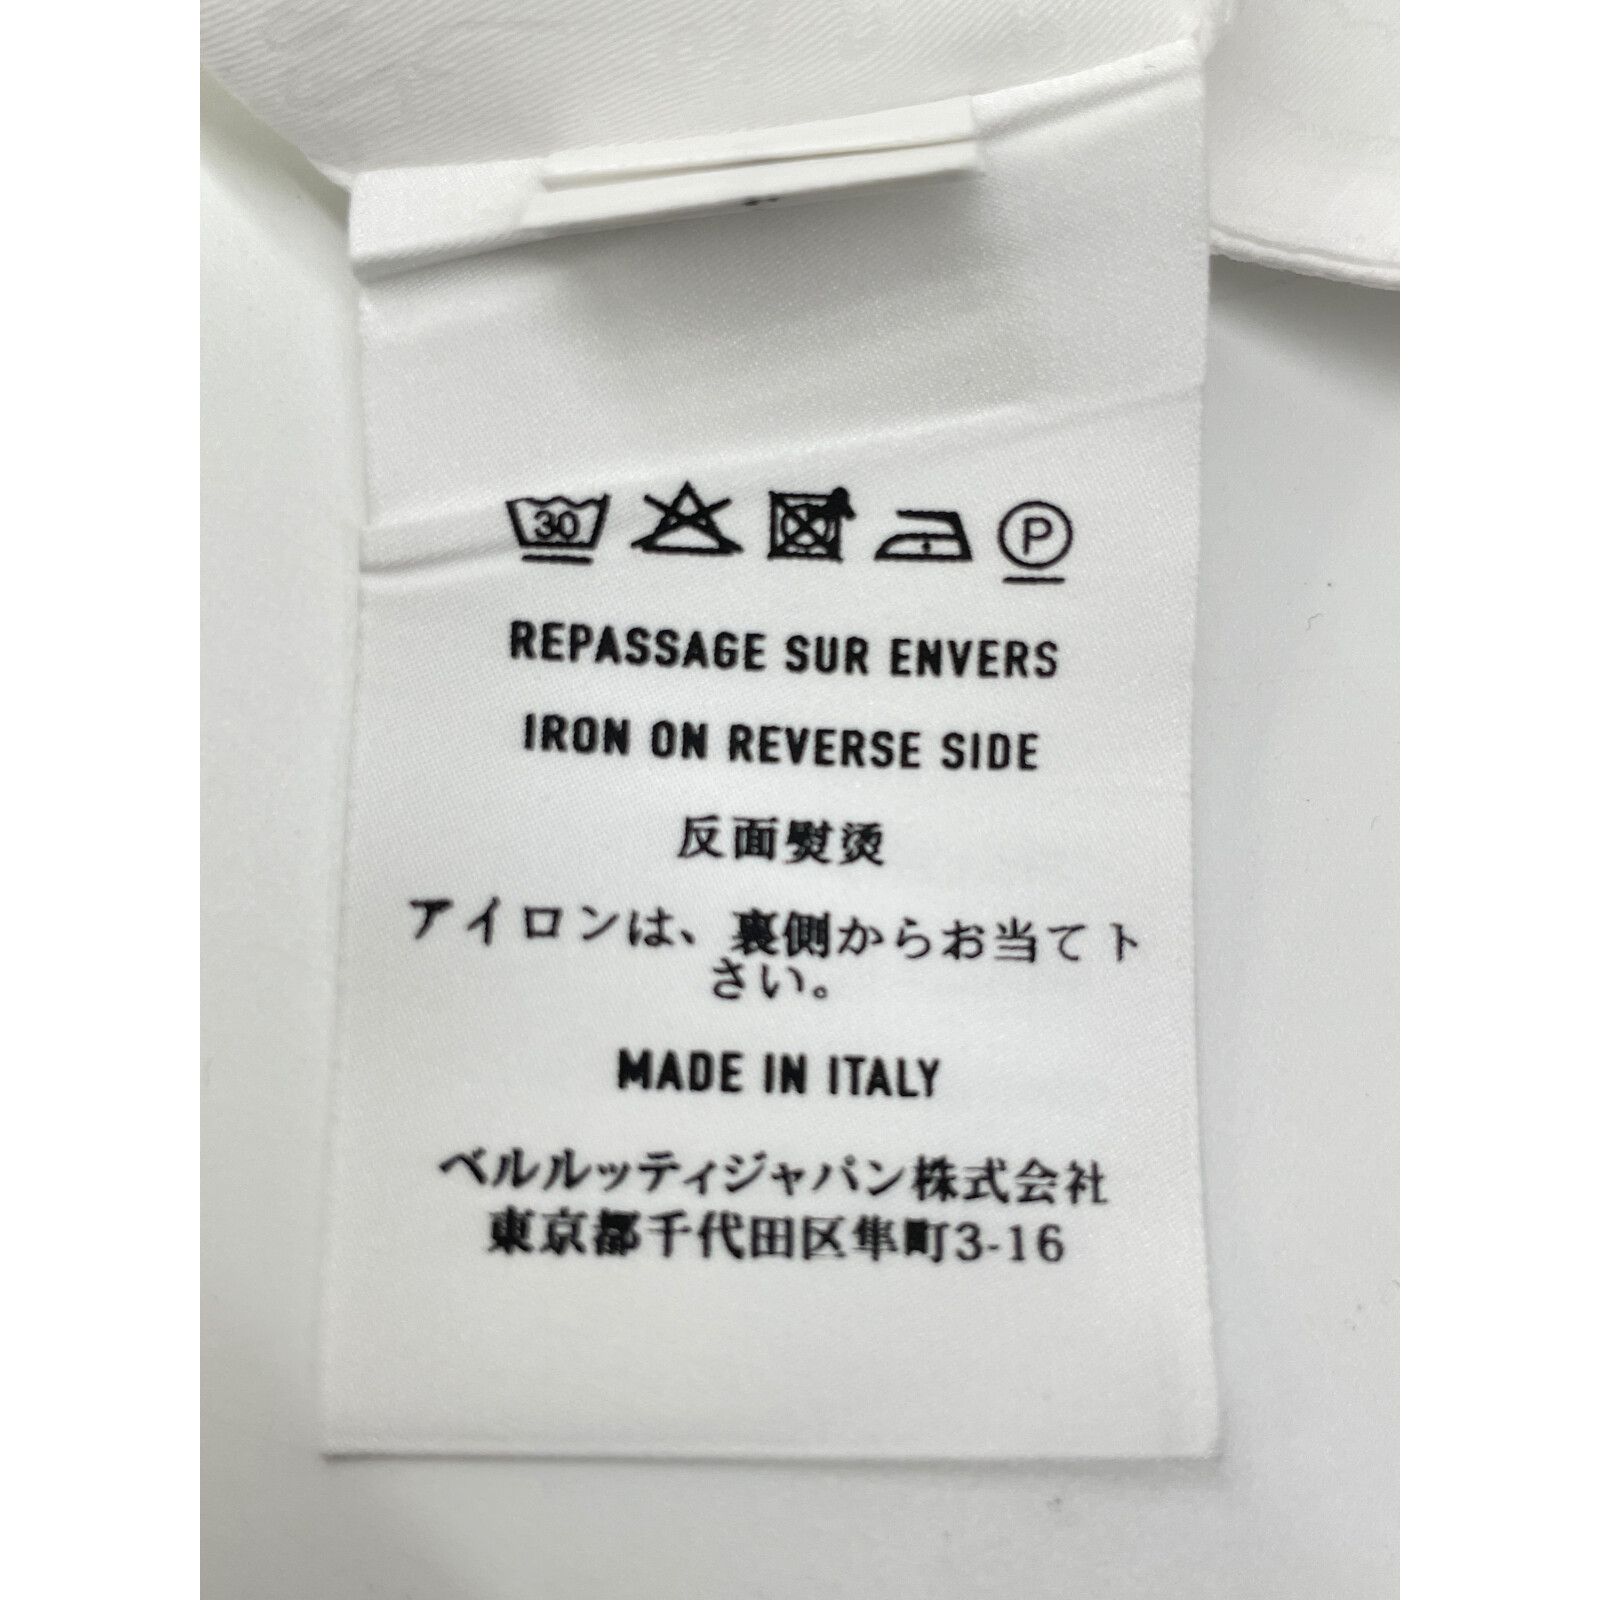 30 P
REPASSAGE SUR ENVERS
IRON ON REVERSE SIDE
反面熨烫
アイロンは、裏側からお当て下
さい。
MADE IN ITALY
ベルルッティジャパン株式会社
東京都千代田区隼町3-16